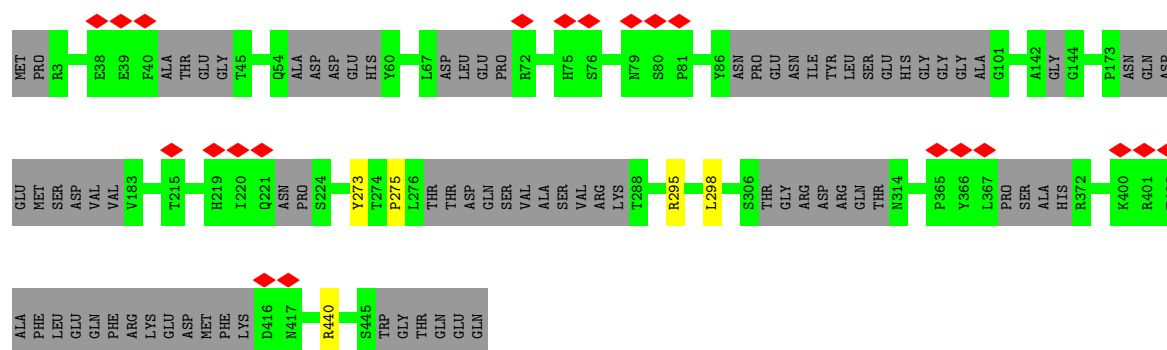 MET PRO R3 E38 E39 F40 ALA THR GLU GLY T45 Q54 ALA ASP ASP GLU HIS Y60 L67 ASP LEU GLU PRO R72 H75 S76 N79 S80 P81 Y86 ASN PRO GLU ASN ILE TYR LEU SER GLU HIS GLY GLY GLY ALA G101 A142 GLY G144 P173 ASN GLN ASP
GLU MET SER ASP VAL VAL V183 T215 H219 I220 Q221 ASN PRO S224 Y273 T274 P275 L276 THR THR ASP GLN SER VAL ALA SER VAL ARG LYS T288 R295 L298 S306 THR GLY ARG ASP ARG GLN THR N314 P365 Y366 L367 PRO SER ALA HIS R372 K400 R401
ALA PHE LEU GLU GLN PHE ARG LYS GLU ASP MET PHE LYS D416 N417 R440 S445 TRP GLY THR GLN GLU GLN